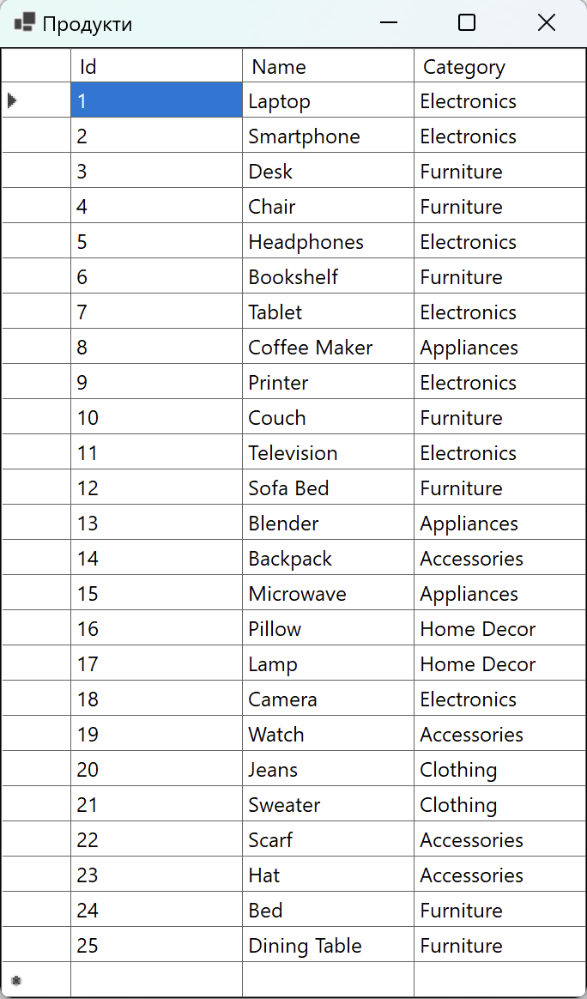 Продукти
Id Name Category
1 Laptop Electronics
2 Smartphone Electronics
3 Desk Furniture
4 Chair Furniture
5 Headphones Electronics
6 Bookshelf Furniture
7 Tablet Electronics
8 Coffee Maker Appliances
9 Printer Electronics
10 Couch Furniture
11 Television Electronics
12 Sofa Bed Furniture
13 Blender Appliances
14 Backpack Accessories
15 Microwave Appliances
16 Pillow Home Decor
17 Lamp Home Decor
18 Camera Electronics
19 Watch Accessories
20 Jeans Clothing
21 Sweater Clothing
22 Scarf Accessories
23 Hat Accessories
24 Bed Furniture
25 Dining Table Furniture